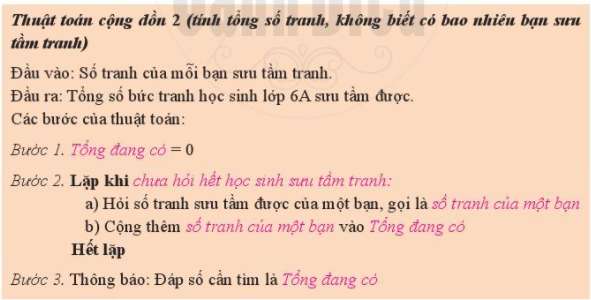 Cánh Diều
Thuật toán cộng dồn 2 (tính tổng số tranh, không biết có bao nhiêu bạn sưu
tầm tranh)
Đầu vào: Số tranh của mỗi bạn sưu tầm tranh.
Đầu ra: Tổng số bức tranh học sinh lớp 6A sưu tầm được.
Các bước của thuật toán:
Bước 1. Tổng đang có = 0
Bước 2. Lặp khi chưa hỏi hết học sinh sưu tầm tranh:
a) Hỏi số tranh sưu tầm được của một bạn, gọi là số tranh của một bạn
b) Cộng thêm số tranh của một bạn vào Tổng đang có
Hết lặp
Bước 3. Thông báo: Đáp số cần tìm là Tổng đang có